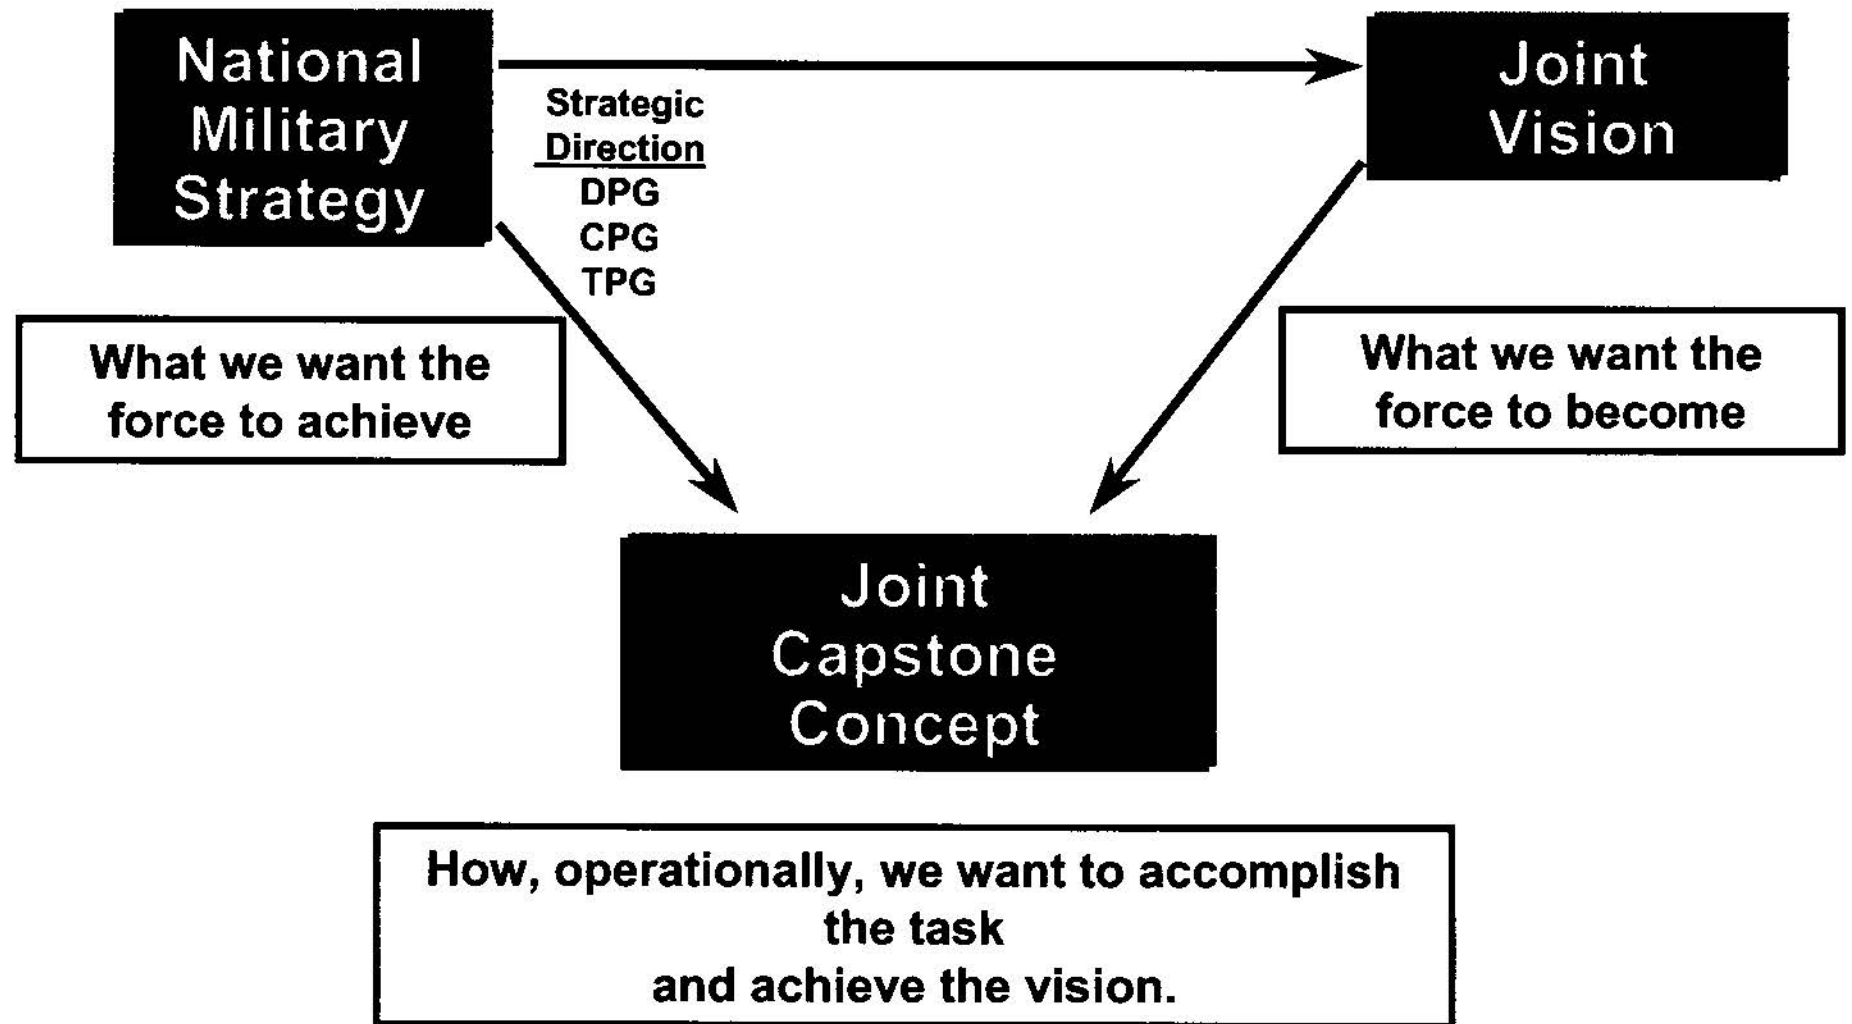 National
Military
Strategy
Strategic
Direction
DPG
CPG
TPG
Joint
Vision
What we want the
force to achieve
What we want the
force to become
Joint
Capstone
Concept
How, operationally, we want to accomplish
the task
and achieve the vision.